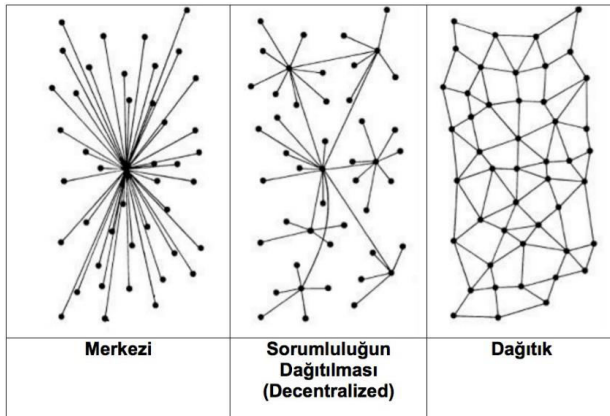 Merkezi
Sorumluluğun
Dağıtılması
(Decentralized)
Dağıtık